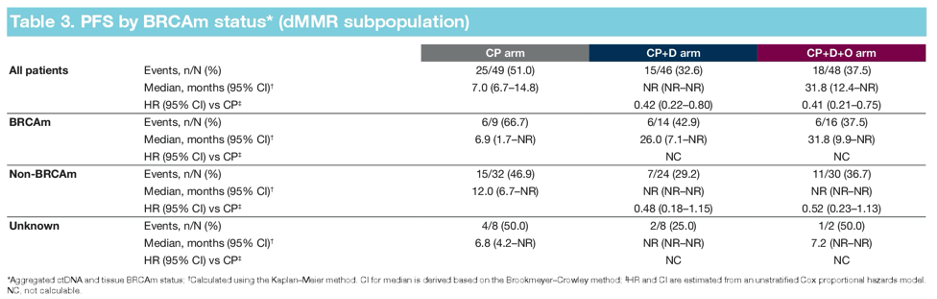 Table 3. PFS by BRCAm status* (dMMR subpopulation)
CP arm CP+D arm CP+D+O arm
All patients Events, n/N (%) 25/49 (51.0) 15/46 (32.6) 18/48 (37.5)
Median, months (95% CI)† 7.0 (6.7–14.8) NR (NR–NR) 31.8 (12.4–NR)
HR (95% CI) vs CP‡ 0.42 (0.22–0.80) 0.41 (0.21–0.75)
BRCAm Events, n/N (%) 6/9 (66.7) 6/14 (42.9) 6/16 (37.5)
Median, months (95% CI)† 6.9 (1.7–NR) 26.0 (7.1–NR) 31.8 (9.9–NR)
HR (95% CI) vs CP‡ NC NC
Non-BRCAm Events, n/N (%) 15/32 (46.9) 7/24 (29.2) 11/30 (36.7)
Median, months (95% CI)† 12.0 (6.7–NR) NR (NR–NR) NR (NR–NR)
HR (95% CI) vs CP‡ 0.48 (0.18–1.15) 0.52 (0.23–1.13)
Unknown Events, n/N (%) 4/8 (50.0) 2/8 (25.0) 1/2 (50.0)
Median, months (95% CI)† 6.8 (4.2–NR) NR (NR–NR) 7.2 (NR–NR)
HR (95% CI) vs CP‡ NC NC
*Aggregated ctDNA and tissue BRCAm status; †Calculated using the Kaplan–Meier method. CI for median is derived based on the Brookmeyer–Crowley method; ‡HR and CI are estimated from an unstratified Cox proportional hazards model.
NC, not calculable.